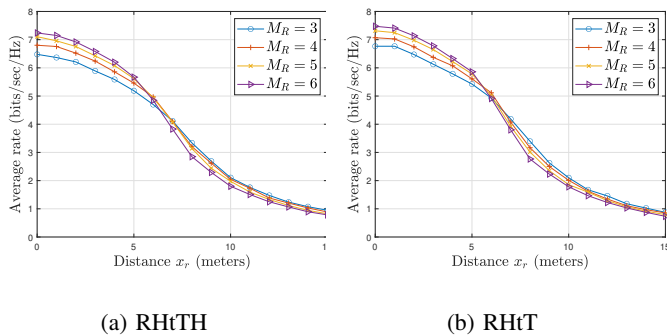 8
7
6
5
4
3
2
1
0
0
5
10
1
Average rate (bits/sec/Hz)
Distance x_r (meters)
M_R = 3
M_R = 4
M_R = 5
M_R = 6
(a) RHtTH
8
7
6
5
4
3
2
1
0
0
5
10
15
Average rate (bits/sec/Hz)
Distance x_r (meters)
M_R = 3
M_R = 4
M_R = 5
M_R = 6
(b) RHtT